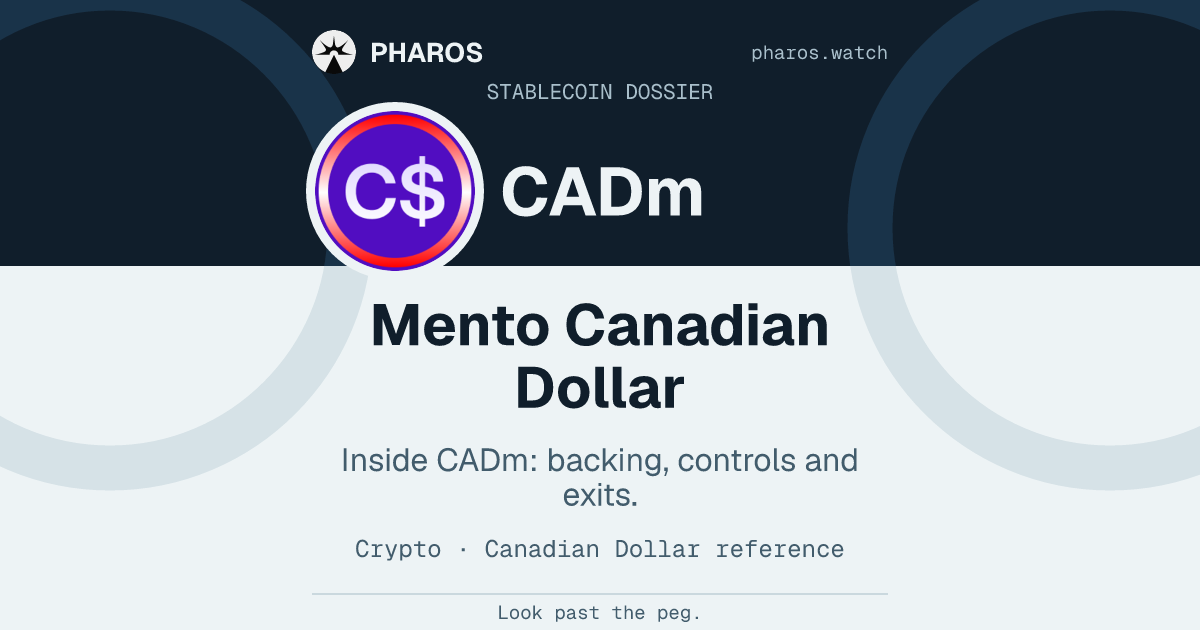 PHAROS
pharos.watch
STABLECOIN DOSSIER
C$
CADm
Mento Canadian
Dollar
Inside CADm: backing, controls and
exits.
Crypto · Canadian Dollar reference
Look past the peg.